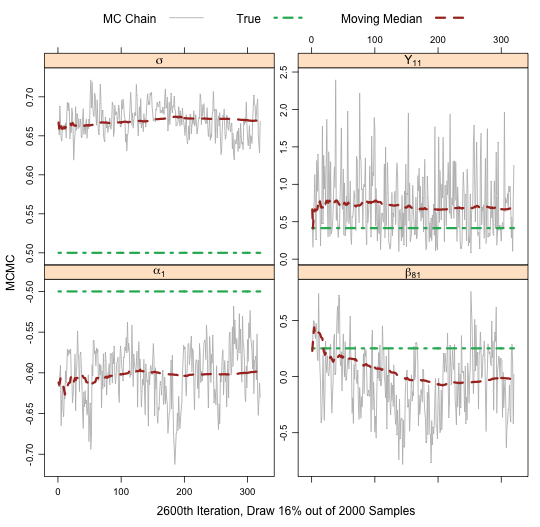 MC Chain True Moving Median
0 100 200 300
σ Υ11
0.70 0.65 0.60 0.55 0.50
2.5 2.0 1.5 1.0 0.5 0.0
MCMC
α1 β81
-0.50 -0.55 -0.60 -0.65 -0.70
0.5 0.0 -0.5
0 100 200 300
2600th Iteration, Draw 16% out of 2000 Samples